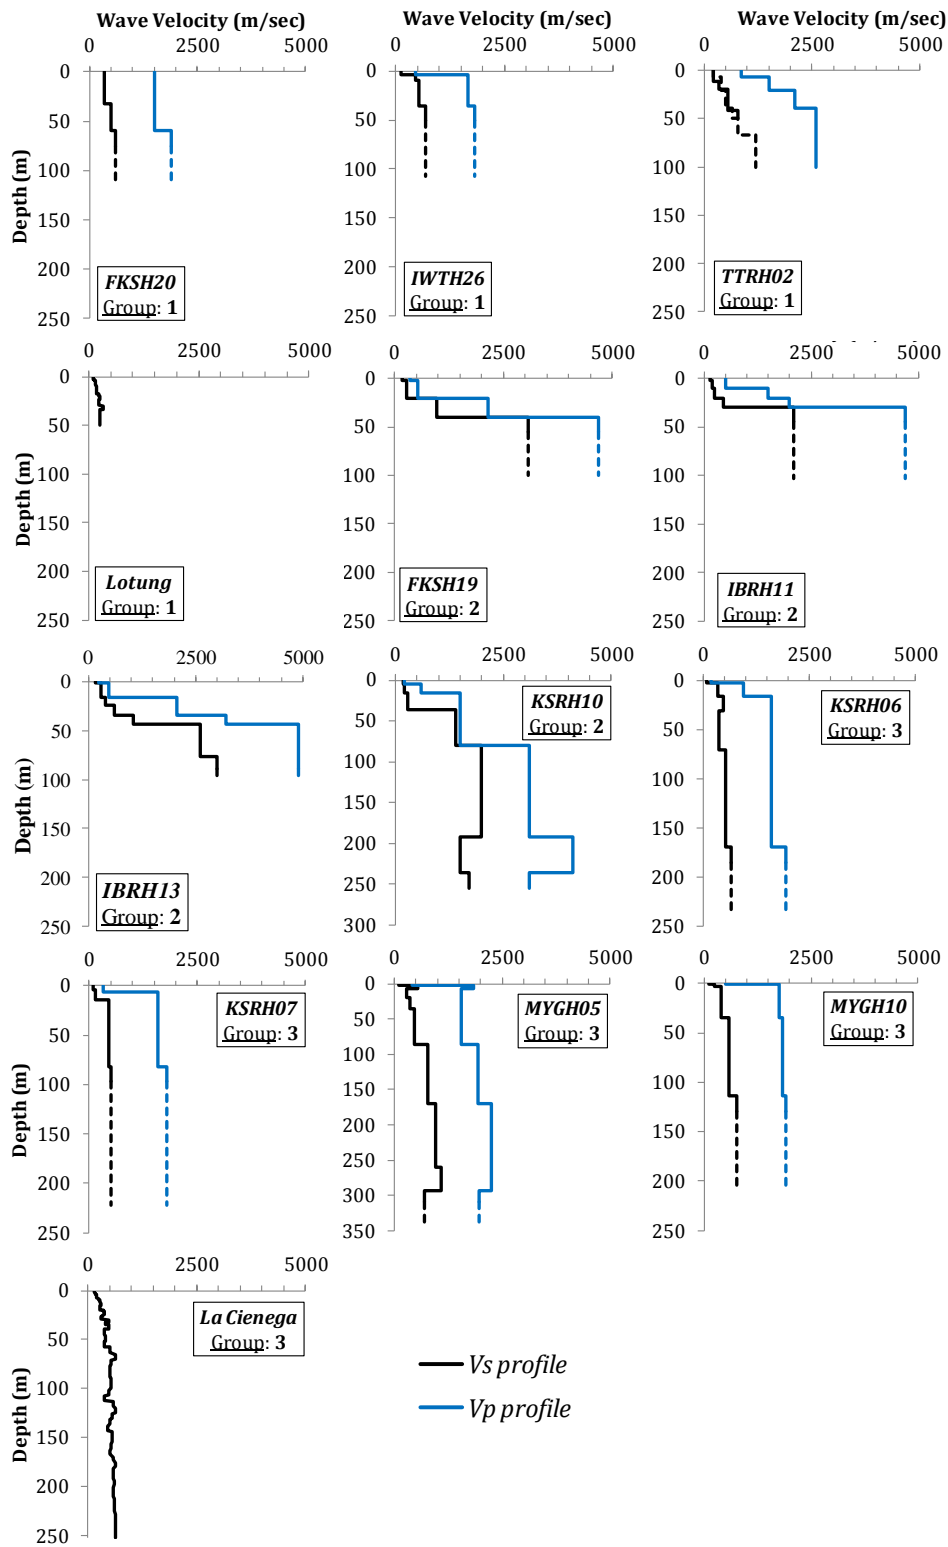 Wave Velocity (m/sec)
Wave Velocity (m/sec)
Wave Velocity (m/sec)
0 2500 5000
0 2500 5000
0 2500 5000
Depth (m)
0
50
100
150
200
250
FKSH20
Group: 1
0
50
100
150
200
250
IWTH26
Group: 1
0
50
100
150
200
250
TTRH02
Group: 1
0 2500 5000
0 2500 5000
0 2500 5000
Depth (m)
0
50
100
150
200
250
Lotung
Group: 1
0
50
100
150
200
250
FKSH19
Group: 2
0
50
100
150
200
250
IBRH11
Group: 2
0 2500 5000
0 2500 5000
0 2500 5000
Depth (m)
0
50
100
150
200
250
IBRH13
Group: 2
0
50
100
150
200
250
300
KSRH10
Group: 2
0
50
100
150
200
250
KSRH06
Group: 3
0 2500 5000
0 2500 5000
0 2500 5000
Depth (m)
0
50
100
150
200
250
KSRH07
Group: 3
0
50
100
150
200
250
300
350
MYGH05
Group: 3
0
50
100
150
200
250
MYGH10
Group: 3
0 2500 5000
Depth (m)
0
50
100
150
200
250
La Cienega
Group: 3
Vs profile
Vp profile